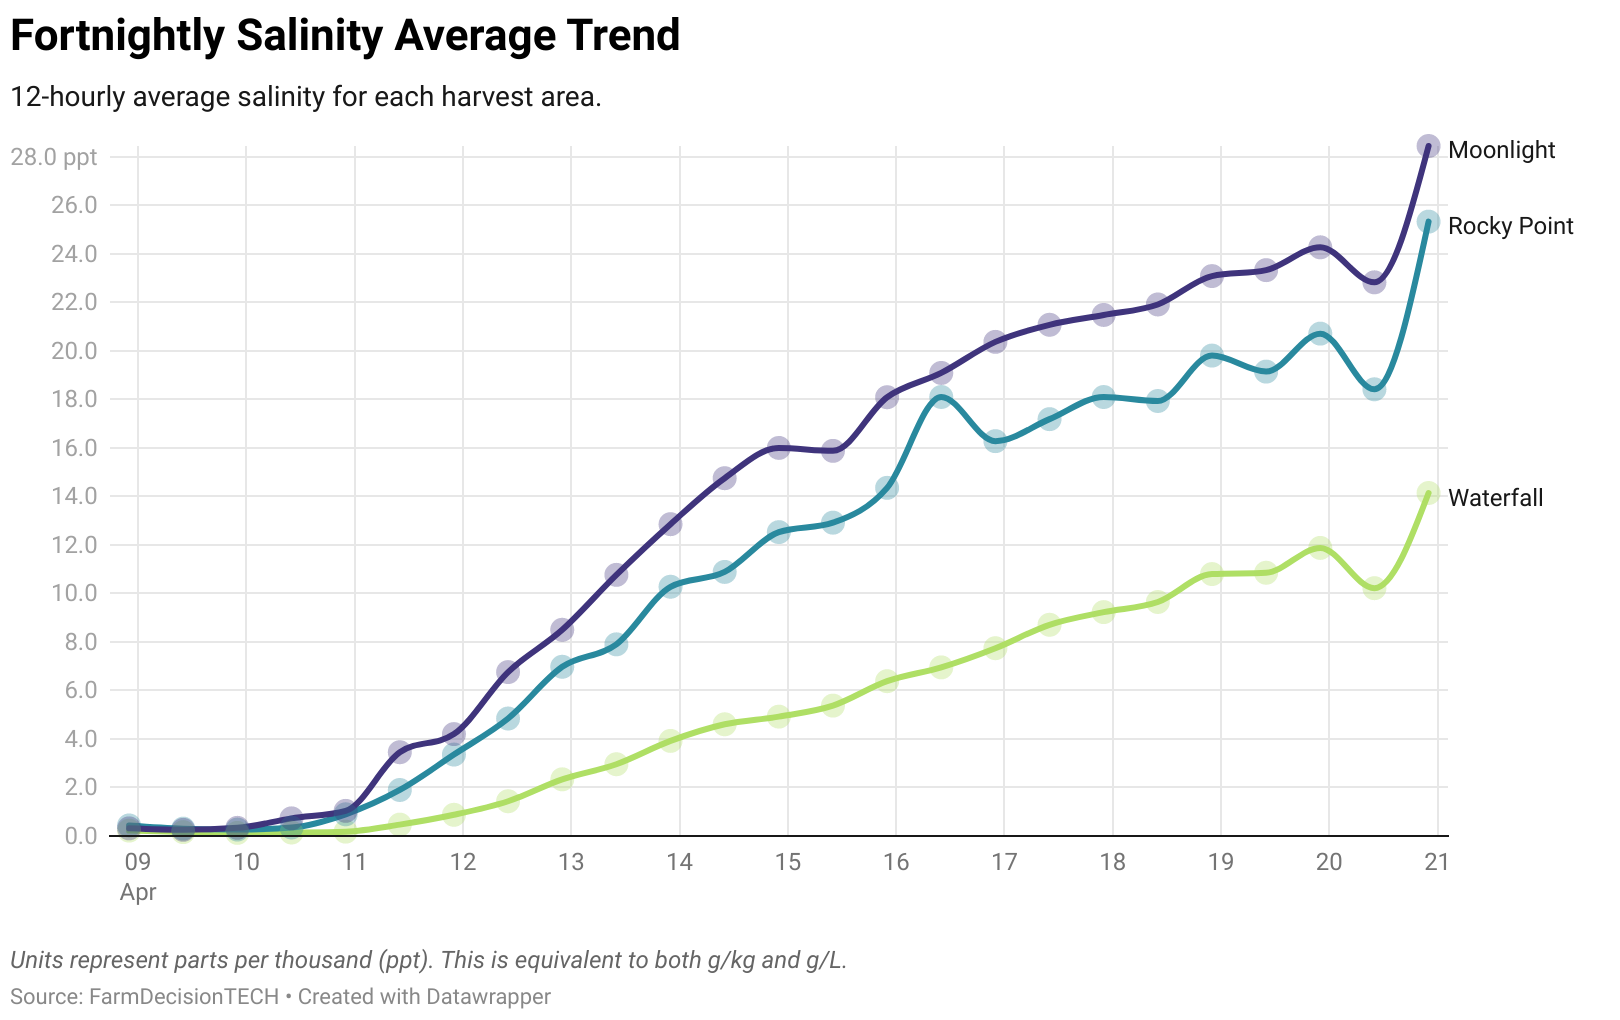 Fortnightly Salinity Average Trend
12-hourly average salinity for each harvest area.
28.0 ppt
26.0
24.0
22.0
20.0
18.0
16.0
14.0
12.0
10.0
8.0
6.0
4.0
2.0
0.0
Moonlight
Rocky Point
Waterfall
09 10 11 12 13 14 15 16 17 18 19 20 21
Apr
Units represent parts per thousand (ppt). This is equivalent to both g/kg and g/L.
Source: FarmDecisionTECH • Created with Datawrapper